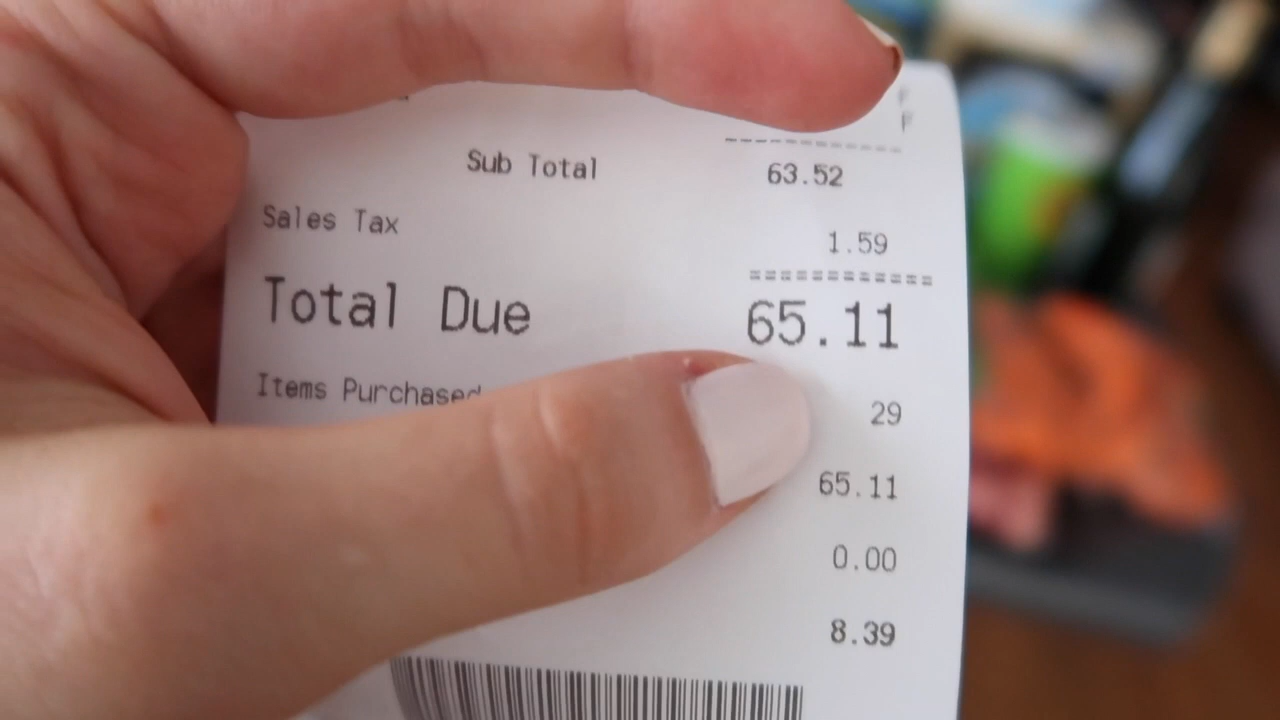 F
F
Sub Total 63.52
Sales Tax 1.59
Total Due 65.11
Items Purchased 29
65.11
0.00
8.39